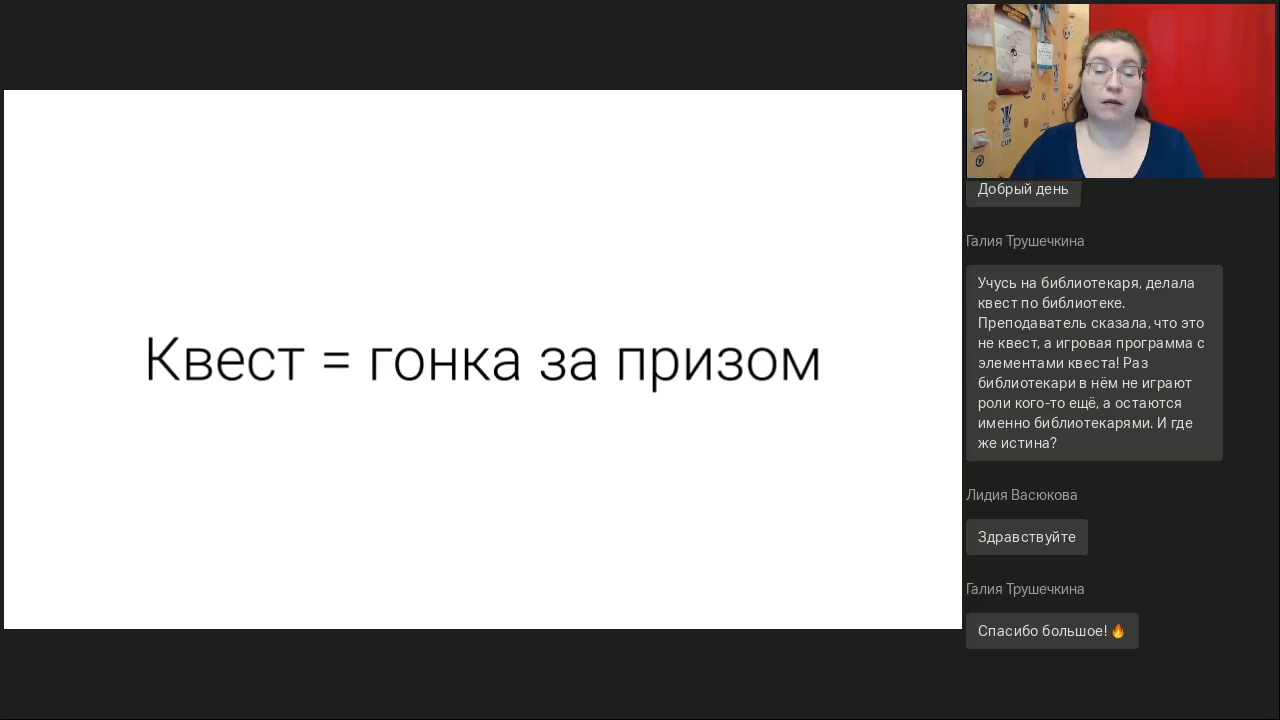 Квест = гонка за призом
CUP
Добрый день
Галия Трушечкина
Учусь на библиотекаря, делала
квест по библиотеке.
Преподаватель сказала, что это
не квест, а игровая программа с
элементами квеста! Раз
библиотекари в нём не играют
роли кого-то ещё, а остаются
именно библиотекарями. И где
же истина?
Лидия Васюкова
Здравствуйте
Галия Трушечкина
Спасибо большое! 🔥